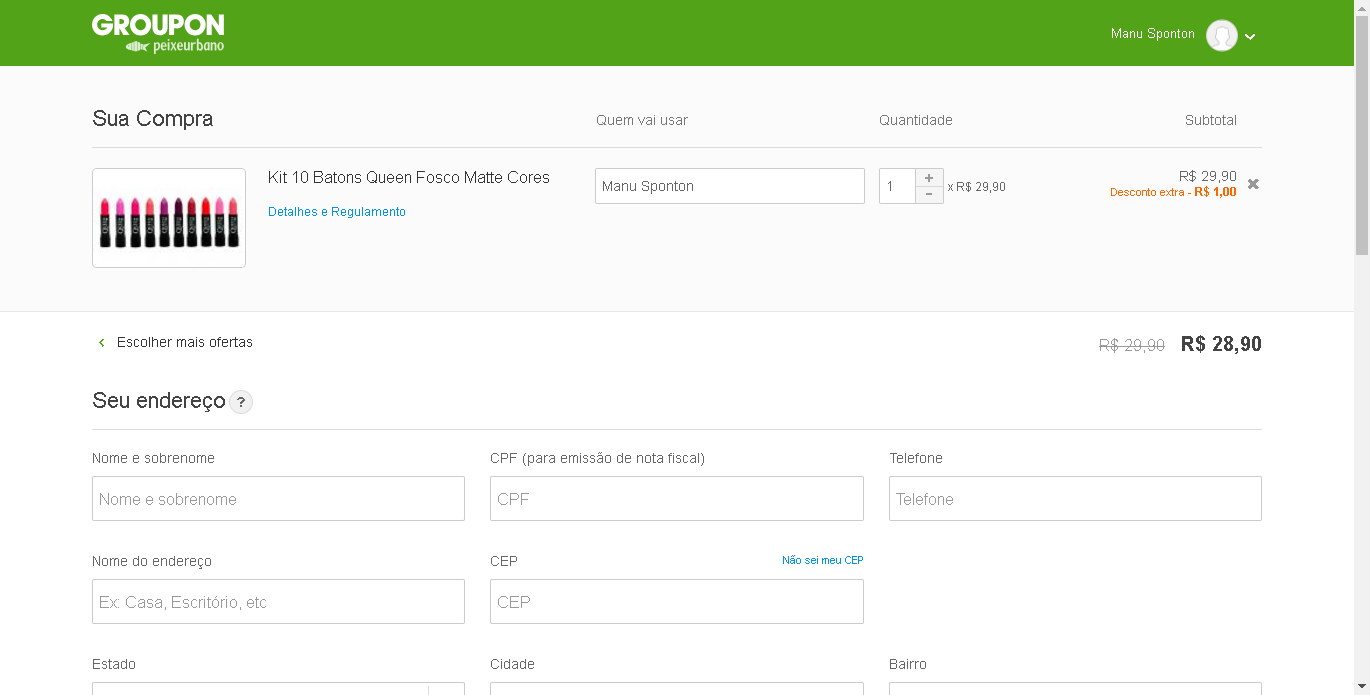 GROUPON
peixeurbano
Manu Sponton
Sua Compra
Quem vai usar
Quantidade
Subtotal
Kit 10 Batons Queen Fosco Matte Cores
Detalhes e Regulamento
Manu Sponton
1
+
-
x R$ 29,90
R$ 29,90
Desconto extra - R$ 1,00
Escolher mais ofertas
R$ 29,90 R$ 28,90
Seu endereço ?
Nome e sobrenome
CPF (para emissão de nota fiscal)
Telefone
Nome e sobrenome
CPF
Telefone
Nome do endereço
CEP
Não sei meu CEP
Ex: Casa, Escritório, etc
CEP
Estado
Cidade
Bairro